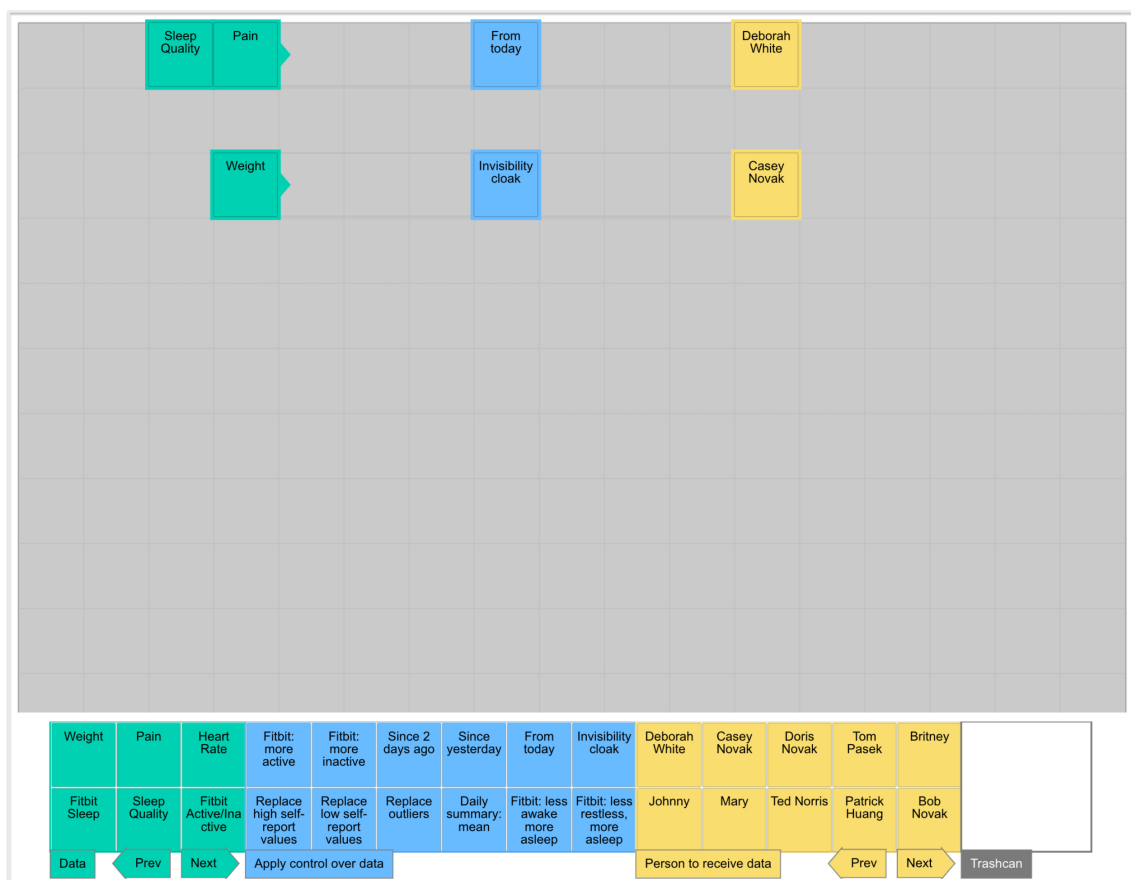 Sleep
Quality
Pain
From
today
Deborah
White
Weight
Invisibility
cloak
Casey
Novak
Weight
Pain
Heart
Rate
Fitbit:
more
active
Fitbit:
more
inactive
Since 2
days ago
Since
yesterday
From
today
Invisibility
cloak
Deborah
White
Casey
Novak
Doris
Novak
Tom
Pasek
Britney
Fitbit
Sleep
Sleep
Quality
Fitbit
Active/Ina
ctive
Replace
high self-
report
values
Replace
low self-
report
values
Replace
outliers
Daily
summary:
mean
Fitbit: less
awake
more
asleep
Fitbit: less
restless,
more
asleep
Johnny
Mary
Ted Norris
Patrick
Huang
Bob
Novak
Data
Prev
Next
Apply control over data
Person to receive data
Prev
Next
Trashcan